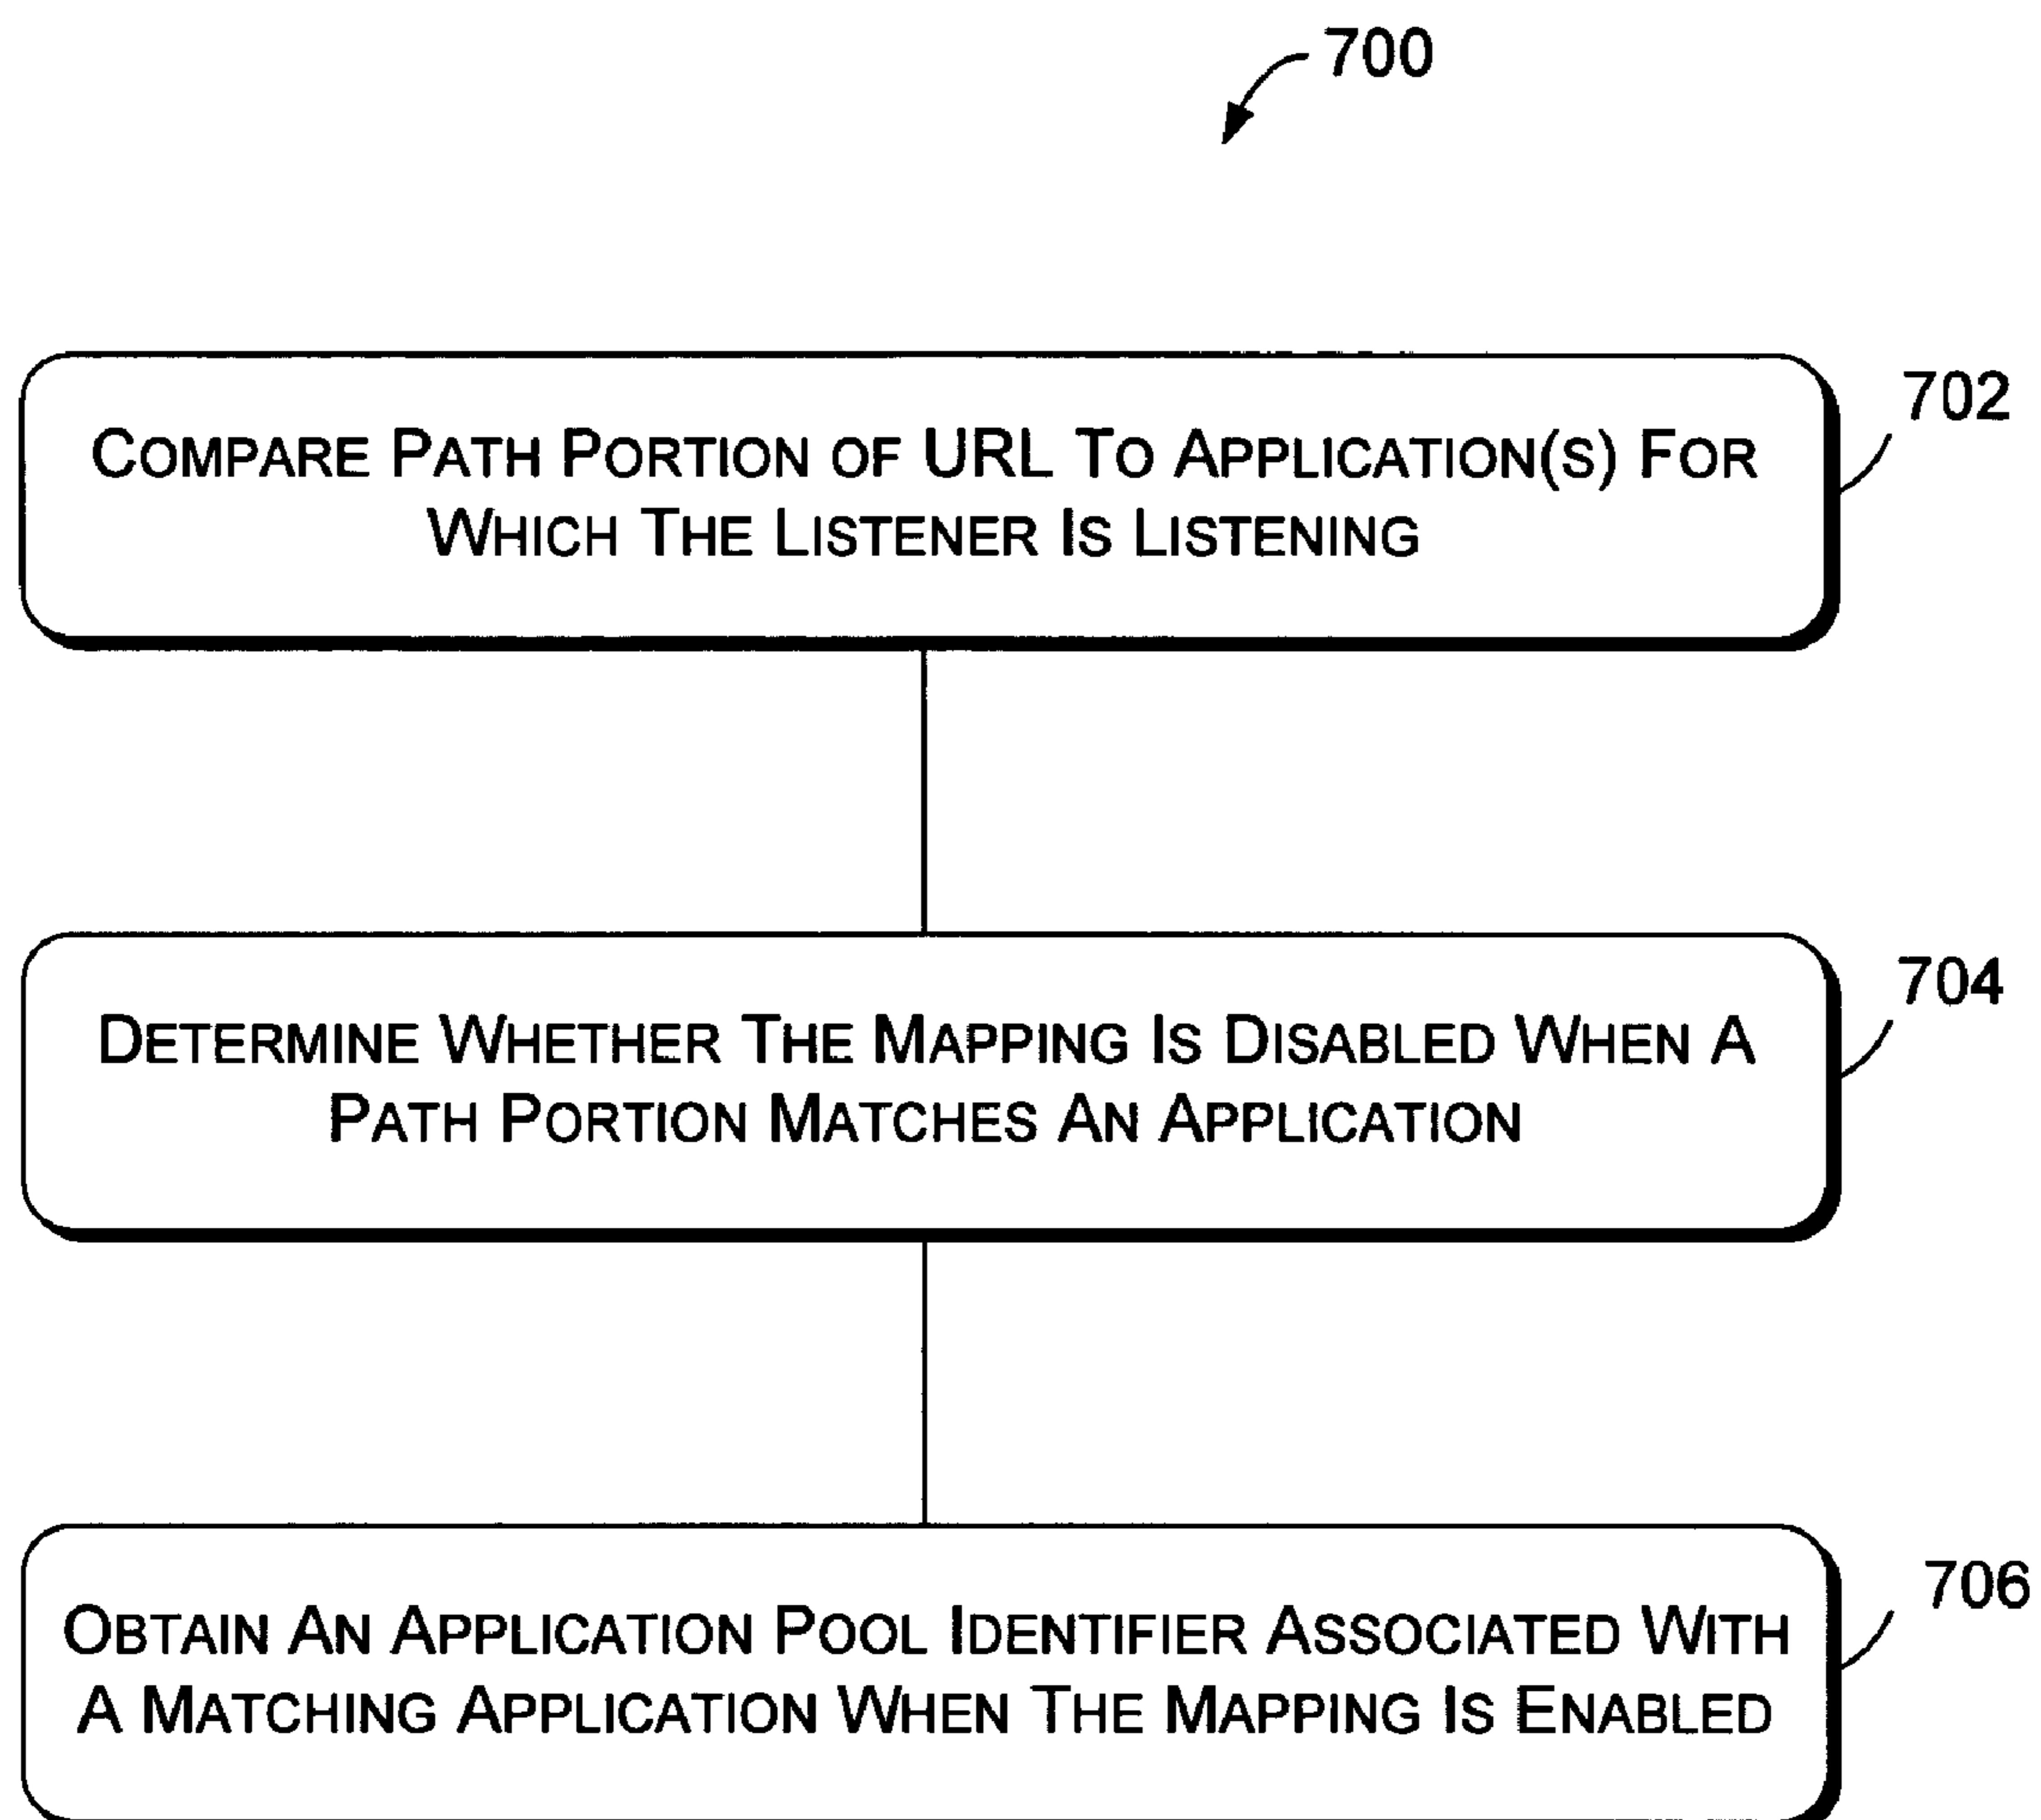 700
702
COMPARE PATH PORTION OF URL TO APPLICATION(S) FOR
WHICH THE LISTENER IS LISTENING
704
DETERMINE WHETHER THE MAPPING IS DISABLED WHEN A
PATH PORTION MATCHES AN APPLICATION
706
OBTAIN AN APPLICATION POOL IDENTIFIER ASSOCIATED WITH
A MATCHING APPLICATION WHEN THE MAPPING IS ENABLED